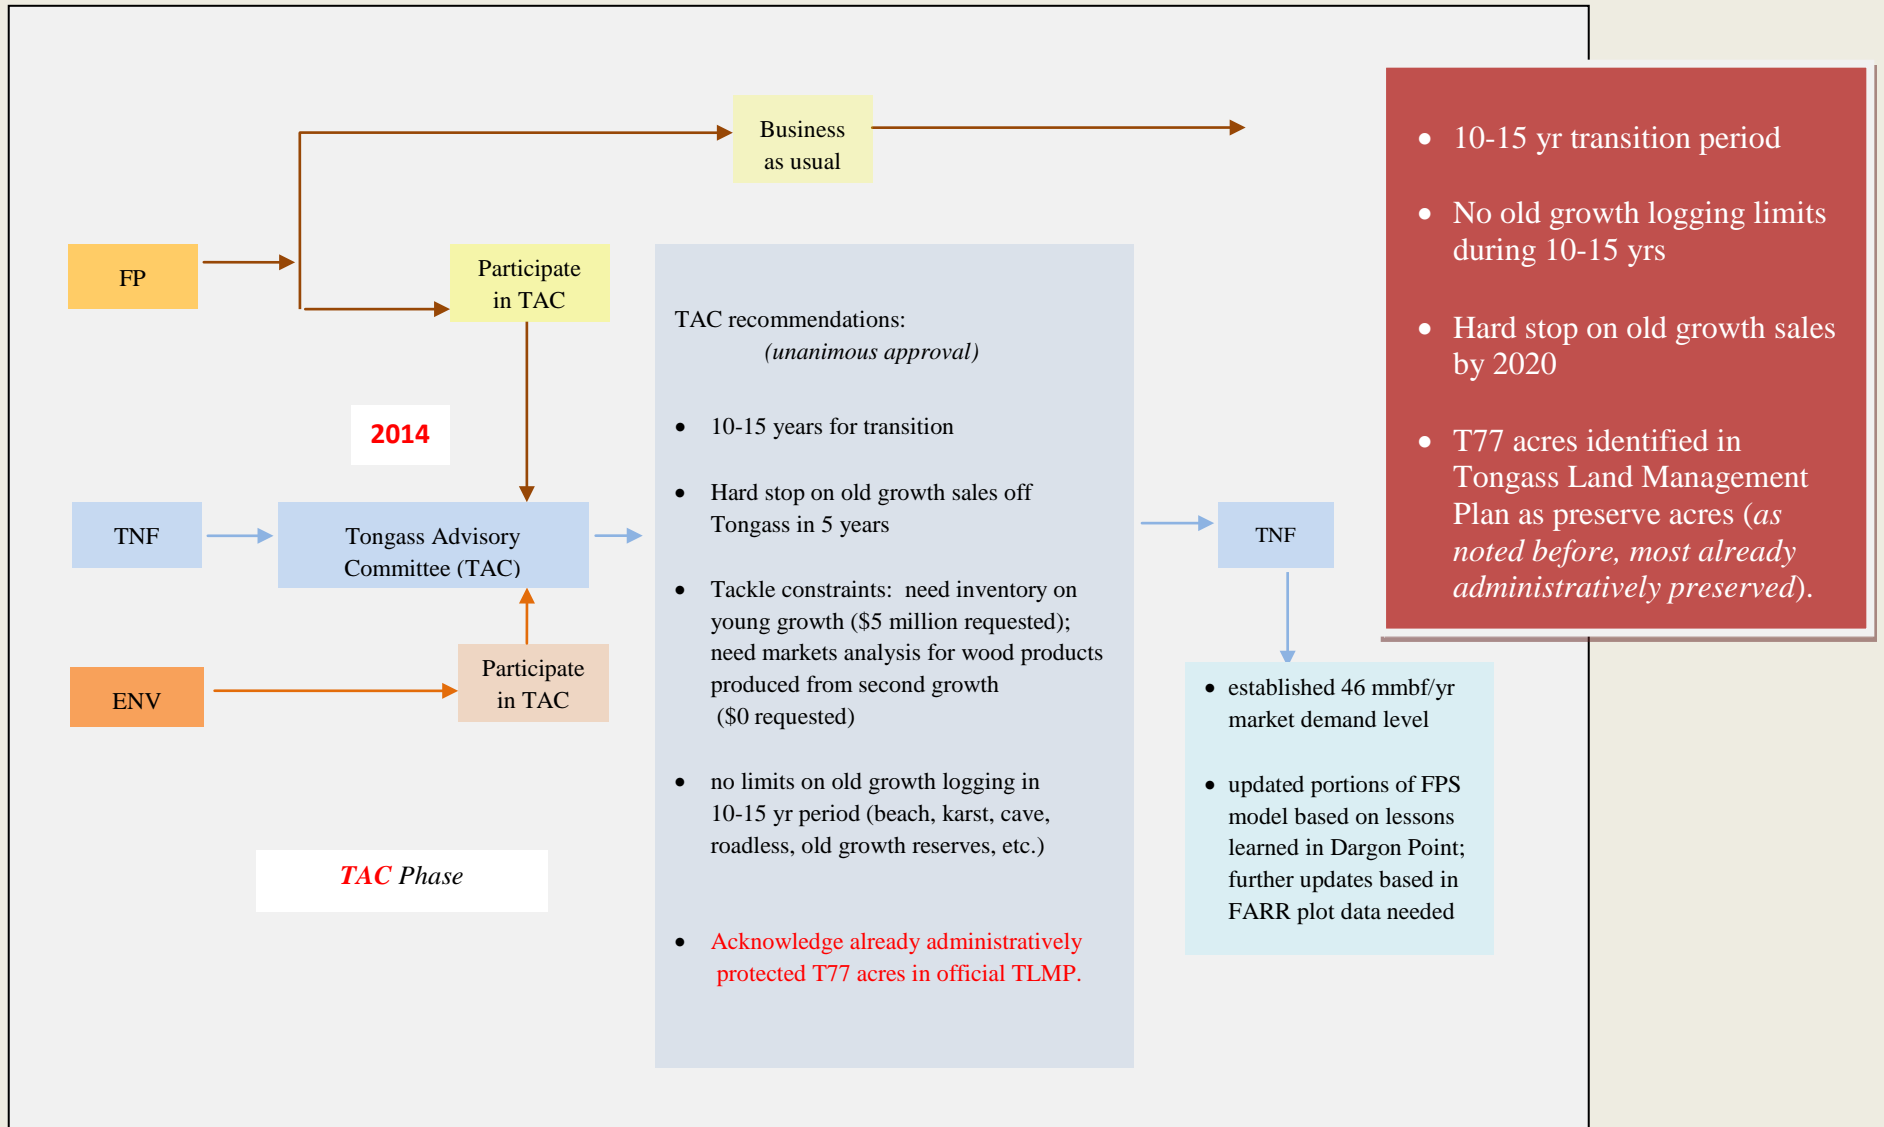 Business
as usual
FP
Participate
in TAC
2014
TNF
Tongass Advisory
Committee (TAC)
ENV
Participate
in TAC
TAC Phase
TAC recommendations:
(unanimous approval)
• 10-15 years for transition
• Hard stop on old growth sales off
Tongass in 5 years
• Tackle constraints: need inventory on
young growth ($5 million requested);
need markets analysis for wood products
produced from second growth
($0 requested)
• no limits on old growth logging in
10-15 yr period (beach, karst, cave,
roadless, old growth reserves, etc.)
• Acknowledge already administratively
protected T77 acres in official TLMP.
TNF
• established 46 mmbf/yr
market demand level
• updated portions of FPS
model based on lessons
learned in Dargon Point;
further updates based in
FARR plot data needed
• 10-15 yr transition period
• No old growth logging limits
during 10-15 yrs
• Hard stop on old growth sales
by 2020
• T77 acres identified in
Tongass Land Management
Plan as preserve acres (as
noted before, most already
administratively preserved).